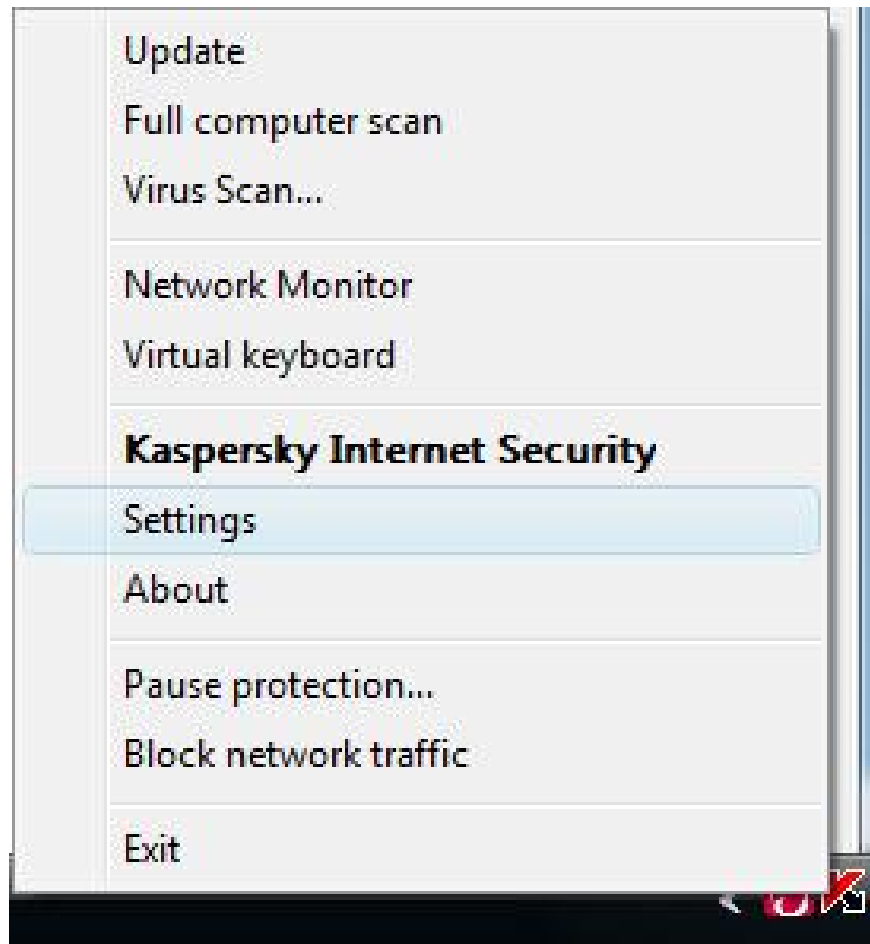 Update
Full computer scan
Virus Scan...
Network Monitor
Virtual keyboard
Kaspersky Internet Security
Settings
About
Pause protection...
Block network traffic
Exit